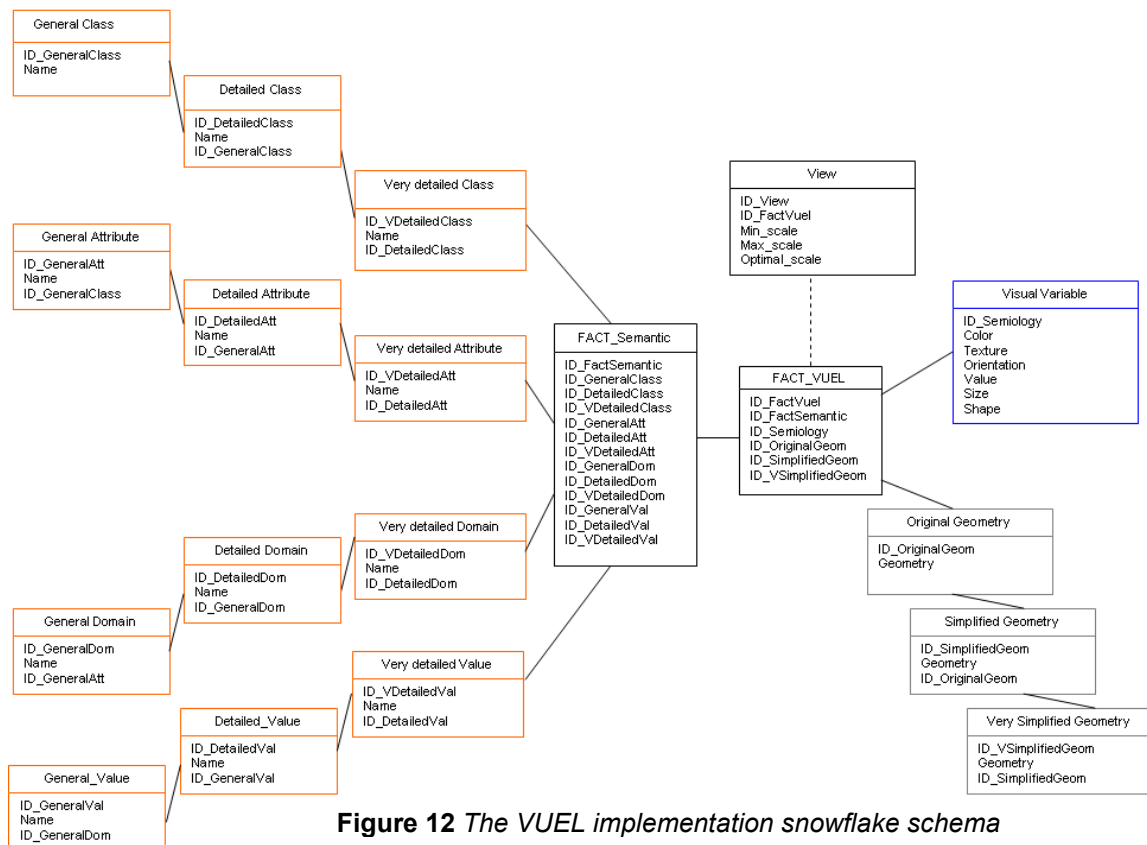 General Class
ID_GeneralClass
Name
Detailed Class
ID_DetailedClass
Name
ID_GeneralClass
Very detailed Class
ID_VDetailedClass
Name
ID_DetailedClass
General Attribute
ID_GeneralAtt
Name
ID_GeneralClass
Detailed Attribute
ID_DetailedAtt
Name
ID_GeneralAtt
Very detailed Attribute
ID_VDetailedAtt
Name
ID_DetailedAtt
General Domain
ID_GeneralDom
Name
ID_GeneralAtt
Detailed Domain
ID_DetailedDom
Name
ID_GeneralDom
Very detailed Domain
ID_VDetailedDom
Name
ID_DetailedDom
General_Value
ID_GeneralVal
Name
ID_GeneralDom
Detailed_Value
ID_DetailedVal
Name
ID_GeneralVal
Very detailed Value
ID_VDetailedVal
Name
ID_DetailedVal
FACT_Semantic
ID_FactSemantic
ID_GeneralClass
ID_DetailedClass
ID_VDetailedClass
ID_GeneralAtt
ID_DetailedAtt
ID_VDetailedAtt
ID_GeneralDom
ID_DetailedDom
ID_VDetailedDom
ID_GeneralVal
ID_DetailedVal
ID_VDetailedVal
View
ID_View
ID_FactVuel
Min_scale
Max_scale
Optimal_scale
FACT_VUEL
ID_FactVuel
ID_FactSemantic
ID_Semiology
ID_OriginalGeom
ID_SimplifiedGeom
ID_VSimplifiedGeom
Visual Variable
ID_Semiology
Color
Texture
Orientation
Value
Size
Shape
Original Geometry
ID_OriginalGeom
Geometry
Simplified Geometry
ID_SimplifiedGeom
Geometry
ID_OriginalGeom
Very Simplified Geometry
ID_VSimplifiedGeom
Geometry
ID_SimplifiedGeom
Figure 12 The VUEL implementation snowflake schema